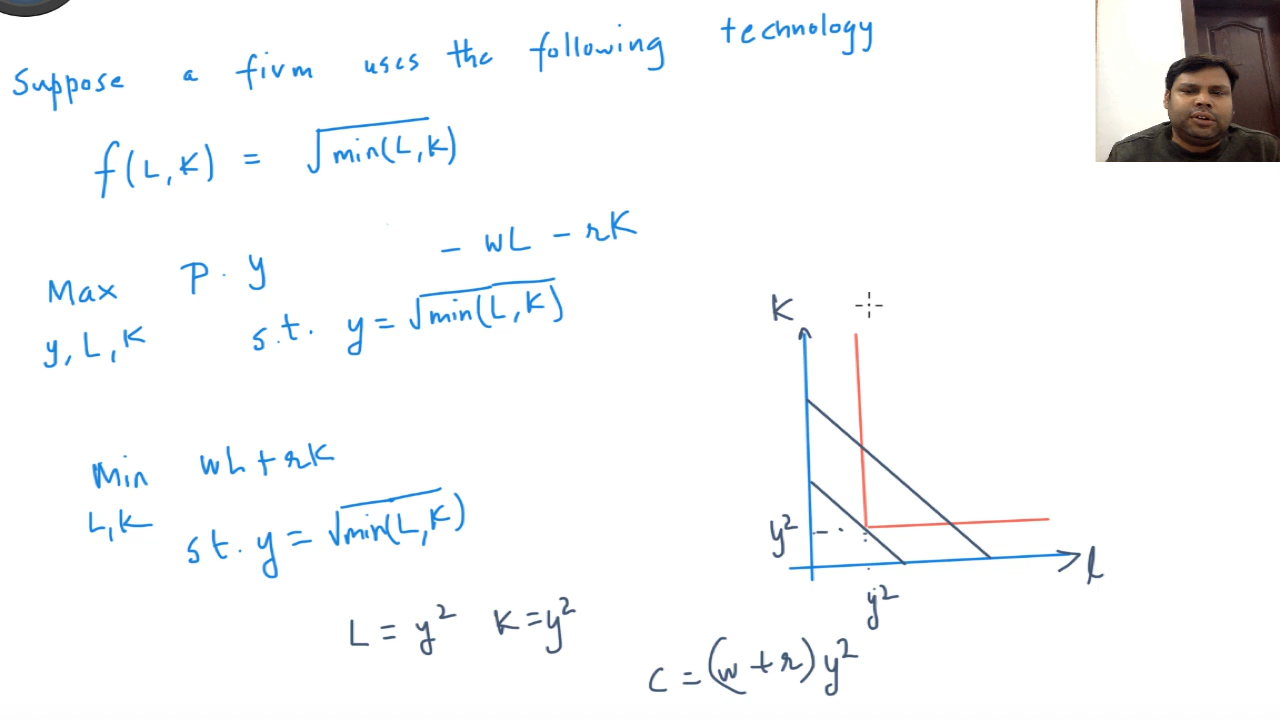 Suppose a firm uses the following technology
f(L,K) = √min(L,K)
Max P. y - wL - rK
y, L, K s.t. y = √min(L,K)
Min wL + rK
L,K s.t. y = √min(L,K)
L = y² K = y²
K
y²
y²
l
C = (w + r) y²